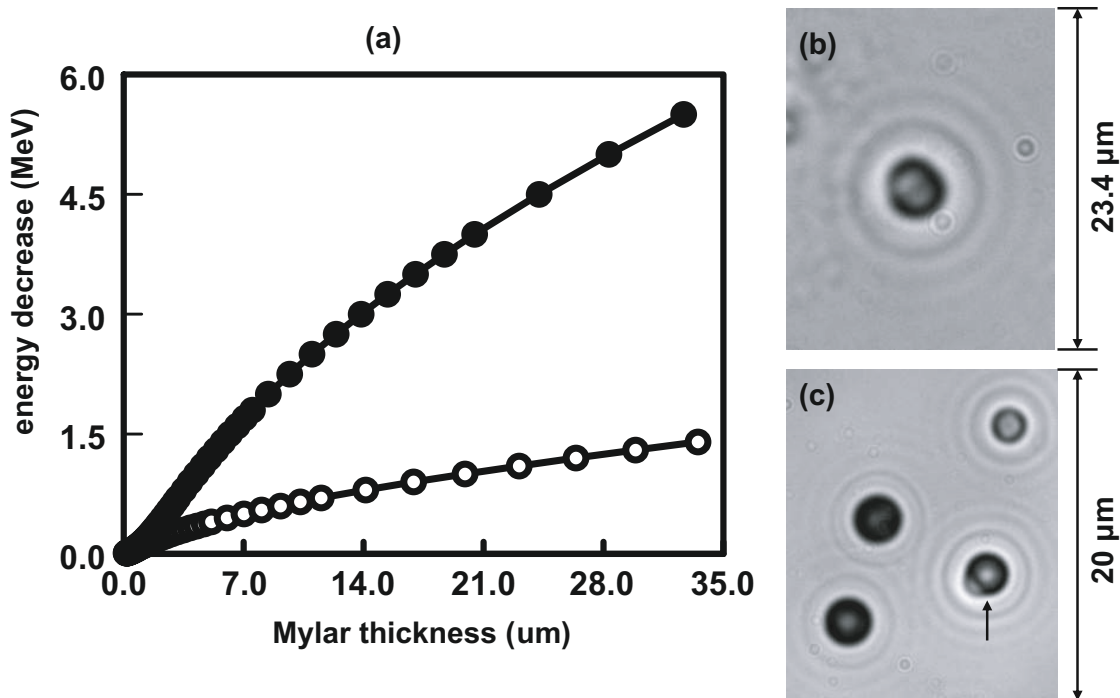 (a)
6.0
4.5
3.0
1.5
0.0
energy decrease (MeV)
0.0 7.0 14.0 21.0 28.0 35.0
Mylar thickness (um)
(b)
23.4 µm
(c)
20 µm